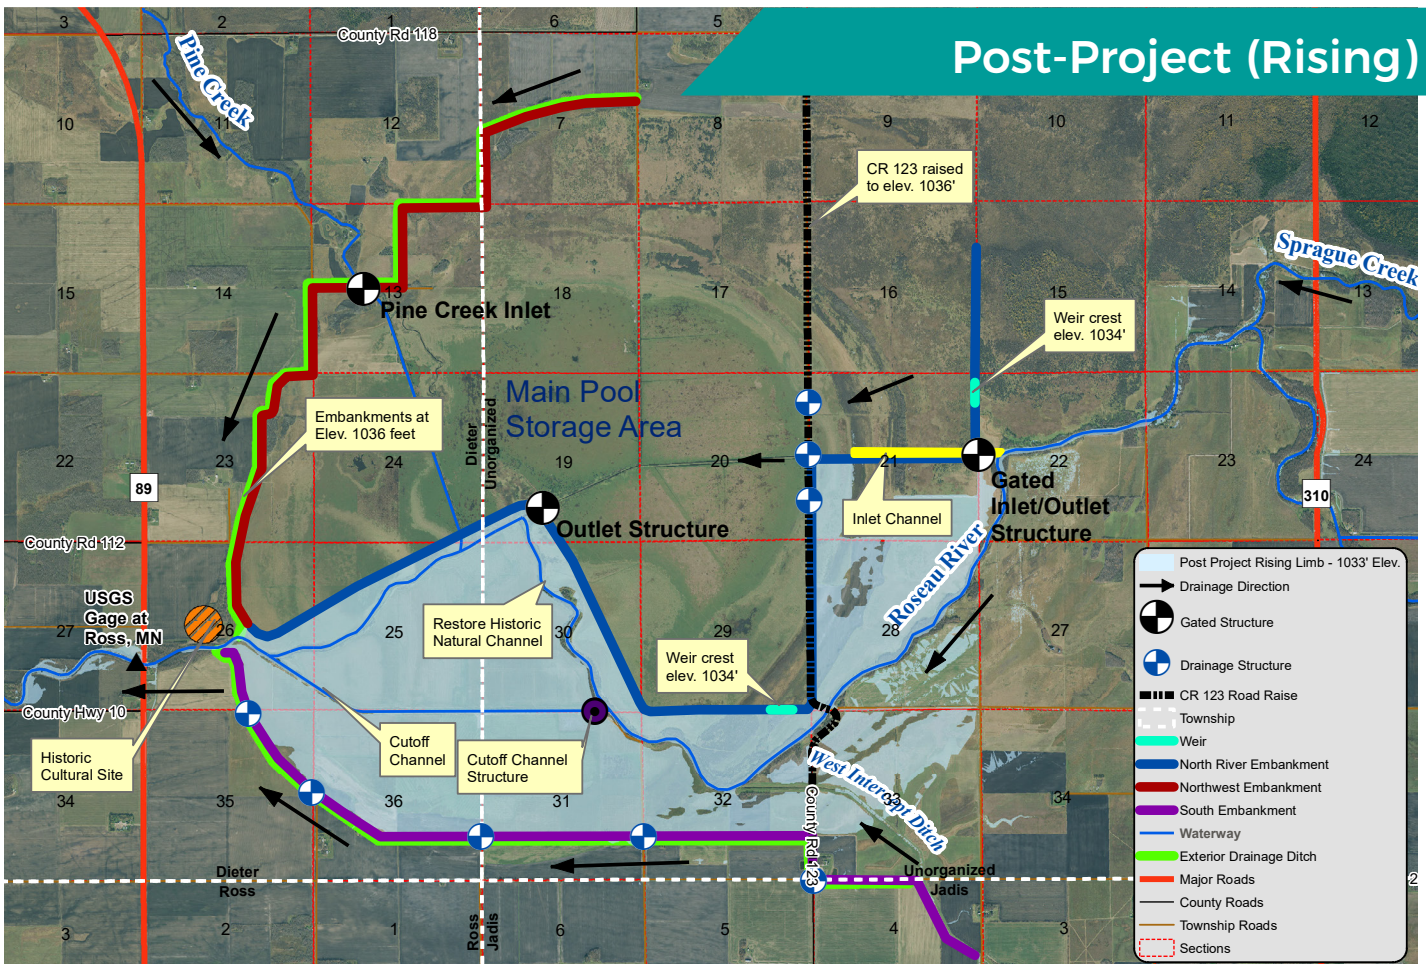 Post-Project (Rising)
3
2
1
6
5
County Rd 118
Pine Creek
10
11
12
7
8
9
10
11
12
CR 123 raised
to elev. 1036'
Sprague Creek
15
14
13
18
17
16
15
14
13
Pine Creek Inlet
Weir crest
elev. 1034'
Main Pool
Storage Area
Embankments at
Elev. 1036 feet
Dieter
Unorganized
22
23
24
19
20
21
22
23
24
89
310
Gated
Inlet/Outlet
Structure
Inlet Channel
Outlet Structure
County Rd 112
Roseau River
USGS
Gage at
Ross, MN
27
26
25
30
29
28
27
Restore Historic
Natural Channel
Weir crest
elev. 1034'
County Hwy 10
Historic
Cultural Site
Cutoff
Channel
Cutoff Channel
Structure
West Intercept Ditch
34
35
36
31
32
33
34
County Rd 123
Dieter
Ross
Unorganized
Jadis
2
3
2
1
Ross
Jadis
6
5
4
3
Post Project Rising Limb - 1033' Elev.
Drainage Direction
Gated Structure
Drainage Structure
CR 123 Road Raise
Township
Weir
North River Embankment
Northwest Embankment
South Embankment
Waterway
Exterior Drainage Ditch
Major Roads
County Roads
Township Roads
Sections